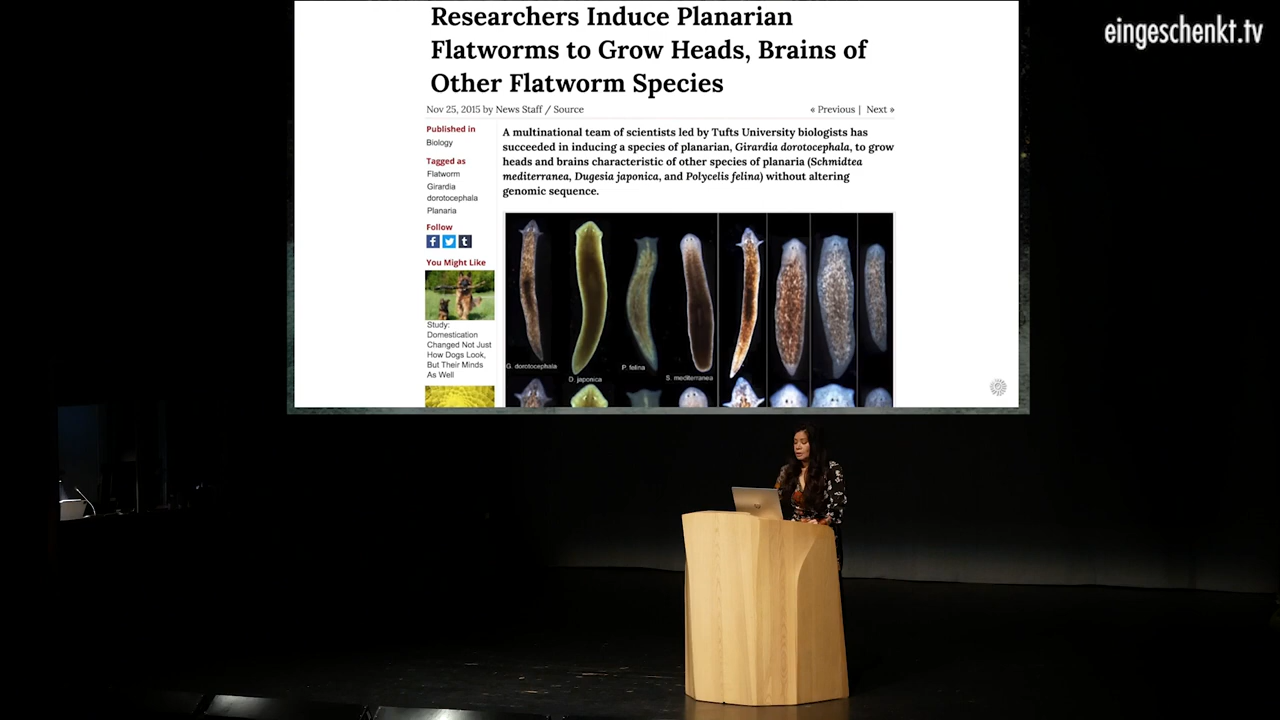 Researchers Induce Planarian
Flatworms to Grow Heads, Brains of
Other Flatworm Species
eingeschenkt.tv
Nov 25, 2015 by News Staff / Source
« Previous | Next »
Published in
Biology
Tagged as
Flatworm
Girardia
dorotocephala
Planaria
Follow
You Might Like
Study:
Domestication
Changed Not Just
How Dogs Look,
But Their Minds
As Well
A multinational team of scientists led by Tufts University biologists has
succeeded in inducing a species of planarian, Girardia dorotocephala, to grow
heads and brains characteristic of other species of planaria (Schmidtea
mediterranea, Dugesia japonica, and Polycelis felina) without altering
genomic sequence.
G. dorotocephala
D. japonica
P. felina
S. mediterranea